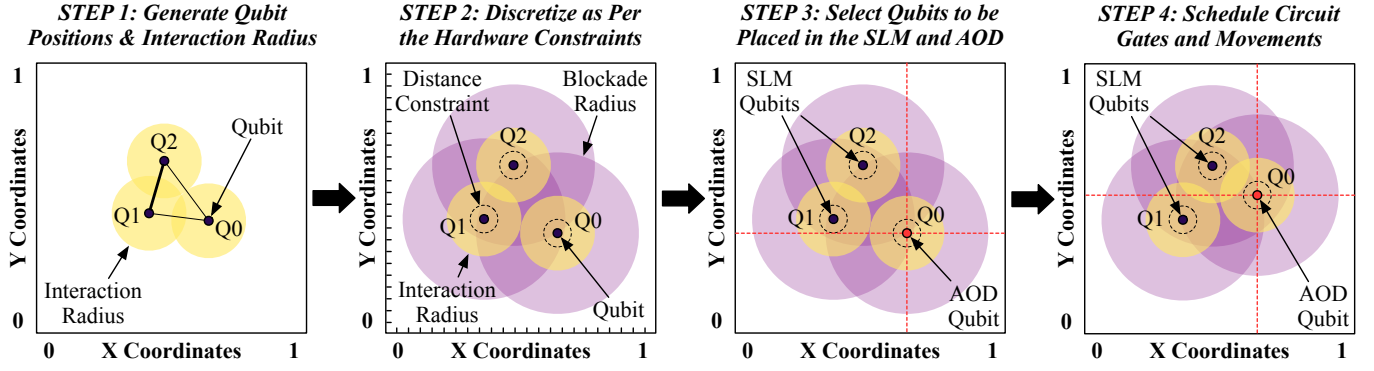 STEP 1: Generate Qubit
Positions & Interaction Radius
1
Y Coordinates
0
0
X Coordinates
1
Q2
Qubit
Q1
Q0
Interaction
Radius
STEP 2: Discretize as Per
the Hardware Constraints
1
Y Coordinates
0
0
X Coordinates
1
Distance
Constraint
Blockade
Radius
Q2
Q1
Q0
Interaction
Radius
Qubit
STEP 3: Select Qubits to be
Placed in the SLM and AOD
1
Y Coordinates
0
0
X Coordinates
1
SLM
Qubits
Q2
Q1
Q0
AOD
Qubit
STEP 4: Schedule Circuit
Gates and Movements
1
Y Coordinates
0
0
X Coordinates
1
SLM
Qubits
Q2
Q0
Q1
AOD
Qubit